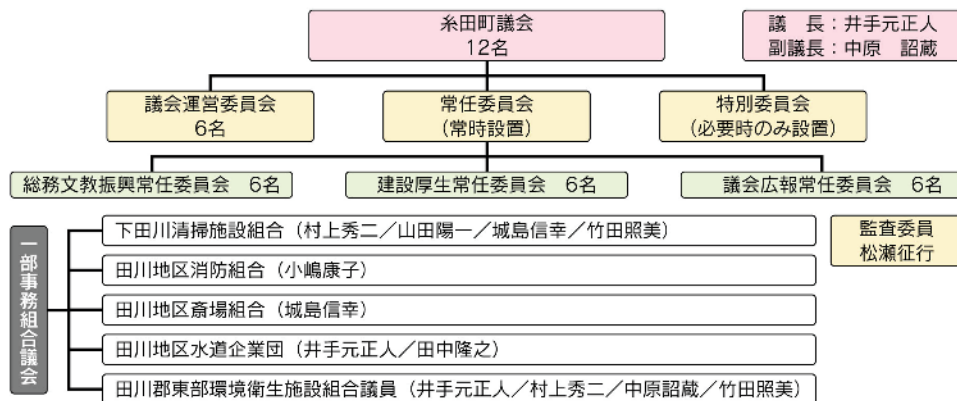 糸田町議会
12名
議　長：井手元正人
副議長：中原　詔蔵
議会運営委員会
6名
常任委員会
(常時設置)
特別委員会
(必要時のみ設置)
総務文教振興常任委員会　6名
建設厚生常任委員会　6名
議会広報常任委員会　6名
一部事務組合議会
下田川清掃施設組合（村上秀二／山田陽一／城島信幸／竹田照美）
田川地区消防組合（小嶋康子）
田川地区斎場組合（城島信幸）
田川地区水道企業団（井手元正人／田中隆之）
田川郡東部環境衛生施設組合議員（井手元正人／村上秀二／中原詔蔵／竹田照美）
監査委員
松瀬征行